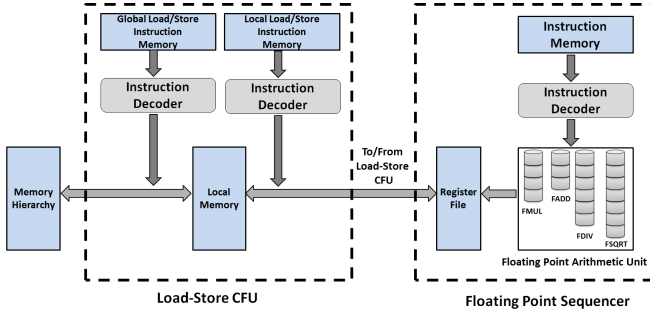 Global Load/Store
Instruction
Memory
Local Load/Store
Instruction
Memory
Instruction
Memory
Instruction
Decoder
Instruction
Decoder
Instruction
Decoder
Memory
Hierarchy
Local
Memory
To/From
Load-Store
CFU
Register
File
FMUL
FADD
FDIV
FSQRT
Floating Point Arithmetic Unit
Load-Store CFU
Floating Point Sequencer